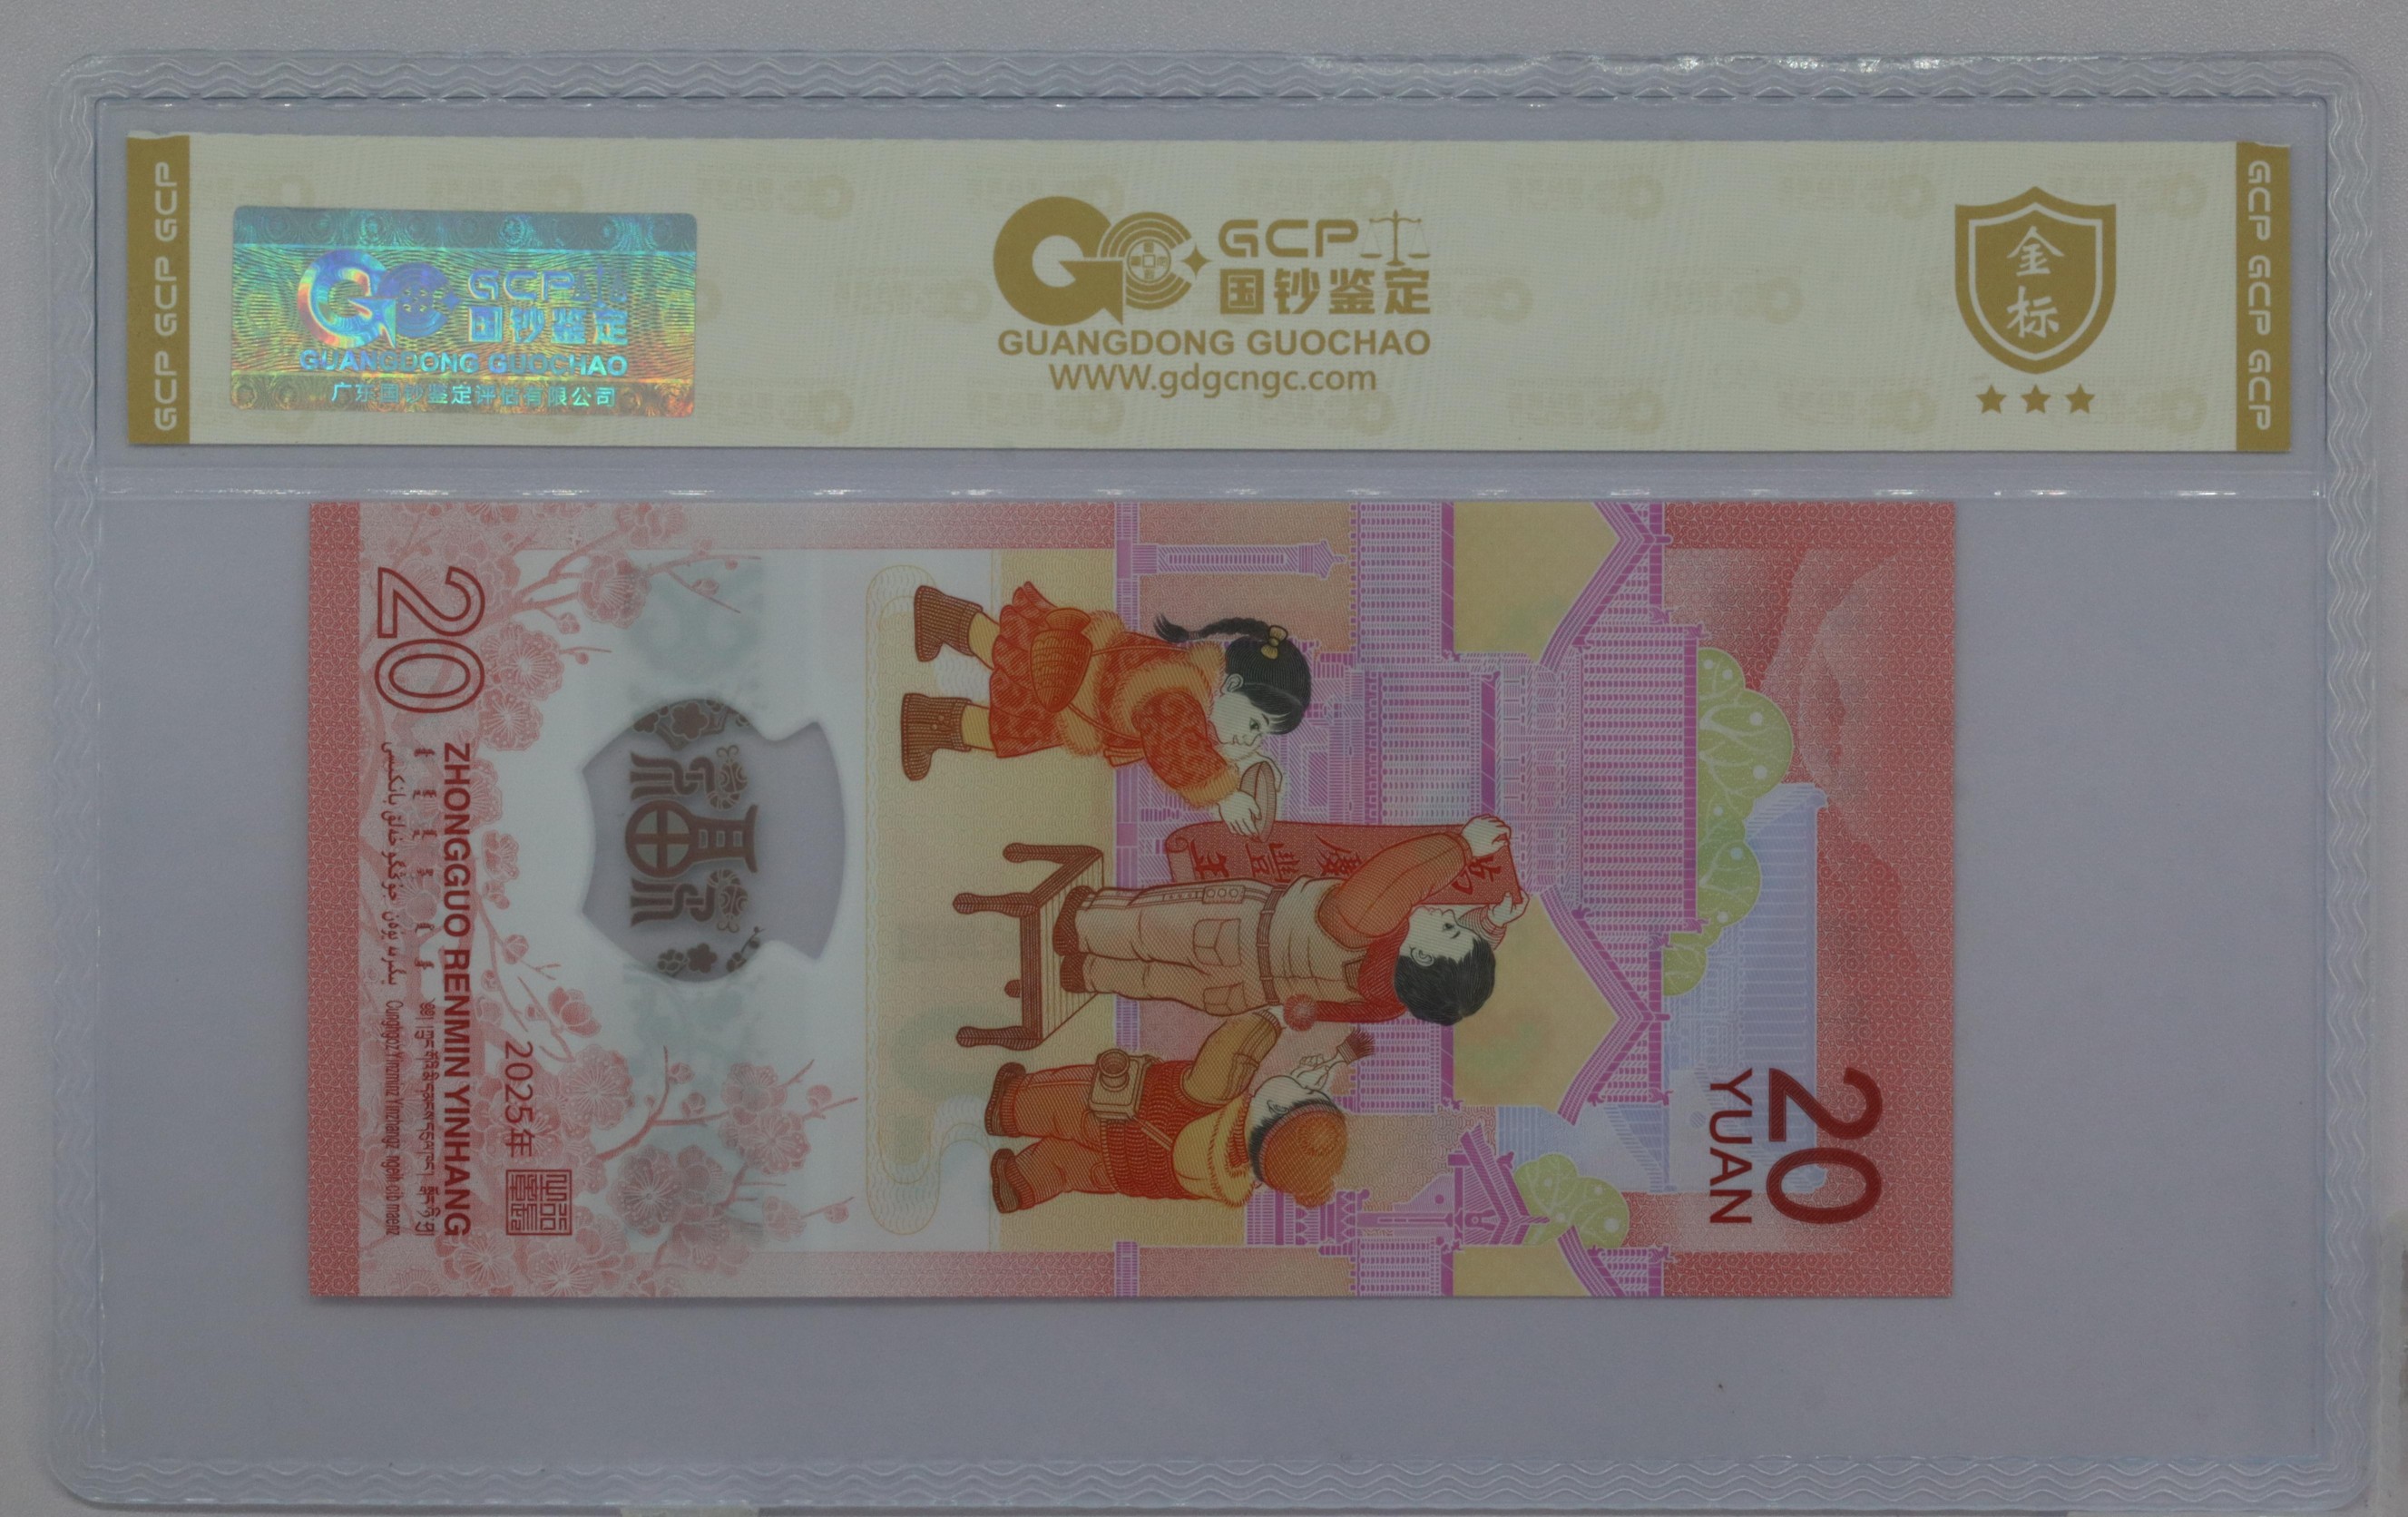 GCP GCP GCP
GCP
国钞鉴定
GUANGDONG GUOCHAO
广东国钞鉴定评估有限公司
GCP
国钞鉴定
GUANGDONG GUOCHAO
WWW.gdgcngc.com
金
标
GCP GCP GCP
20
YUAN
20
ZHONGGUO RENMIN YINHANG
2025年